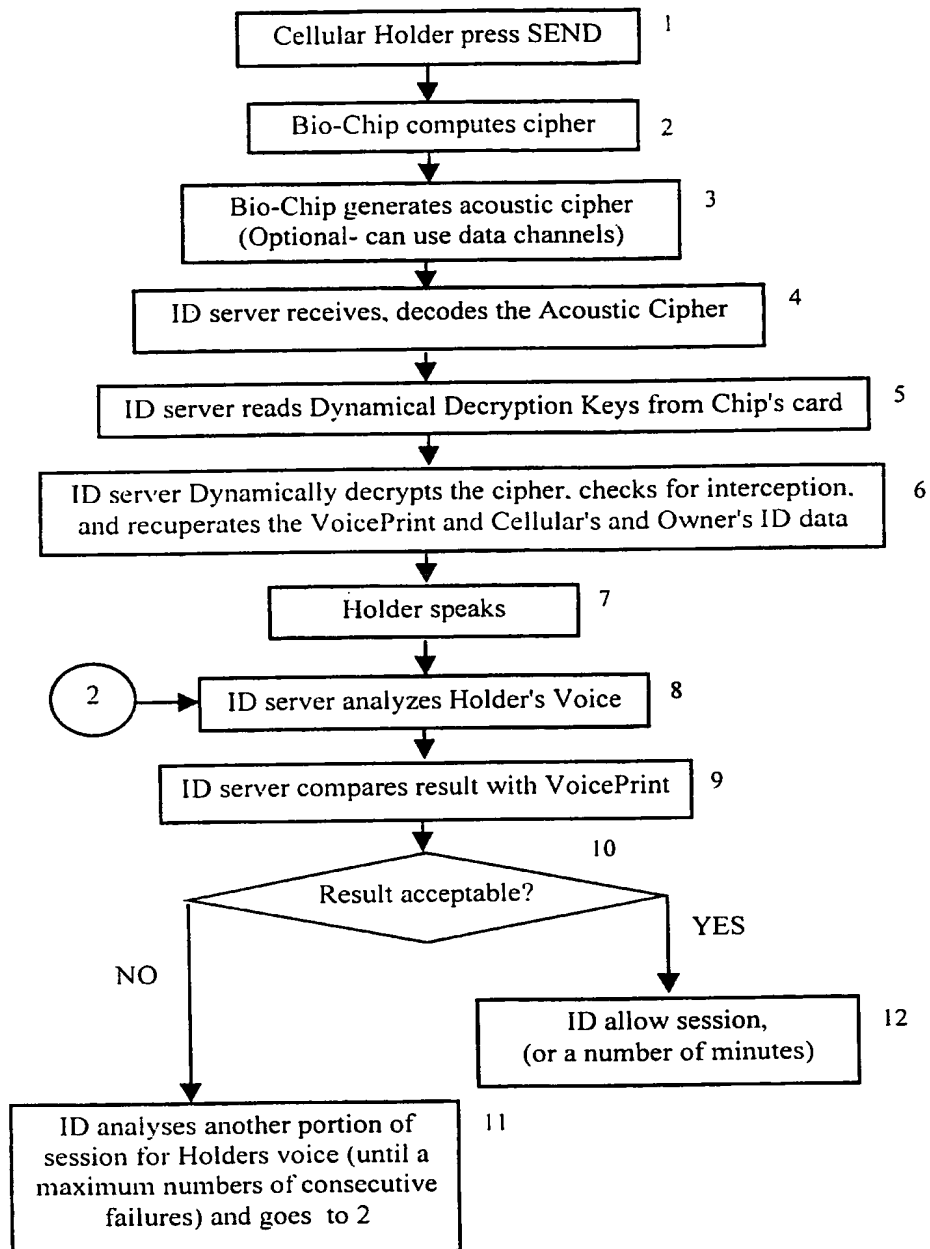 Cellular Holder press SEND
1
Bio-Chip computes cipher
2
Bio-Chip generates acoustic cipher
(Optional- can use data channels)
3
ID server receives, decodes the Acoustic Cipher
4
ID server reads Dynamical Decryption Keys from Chip's card
5
ID server Dynamically decrypts the cipher, checks for interception,
and recuperates the VoicePrint and Cellular's and Owner's ID data
6
Holder speaks
7
2
ID server analyzes Holder's Voice
8
ID server compares result with VoicePrint
9
10
Result acceptable?
YES
NO
ID allow session,
(or a number of minutes)
12
ID analyses another portion of
session for Holders voice (until a
maximum numbers of consecutive
failures) and goes to 2
11